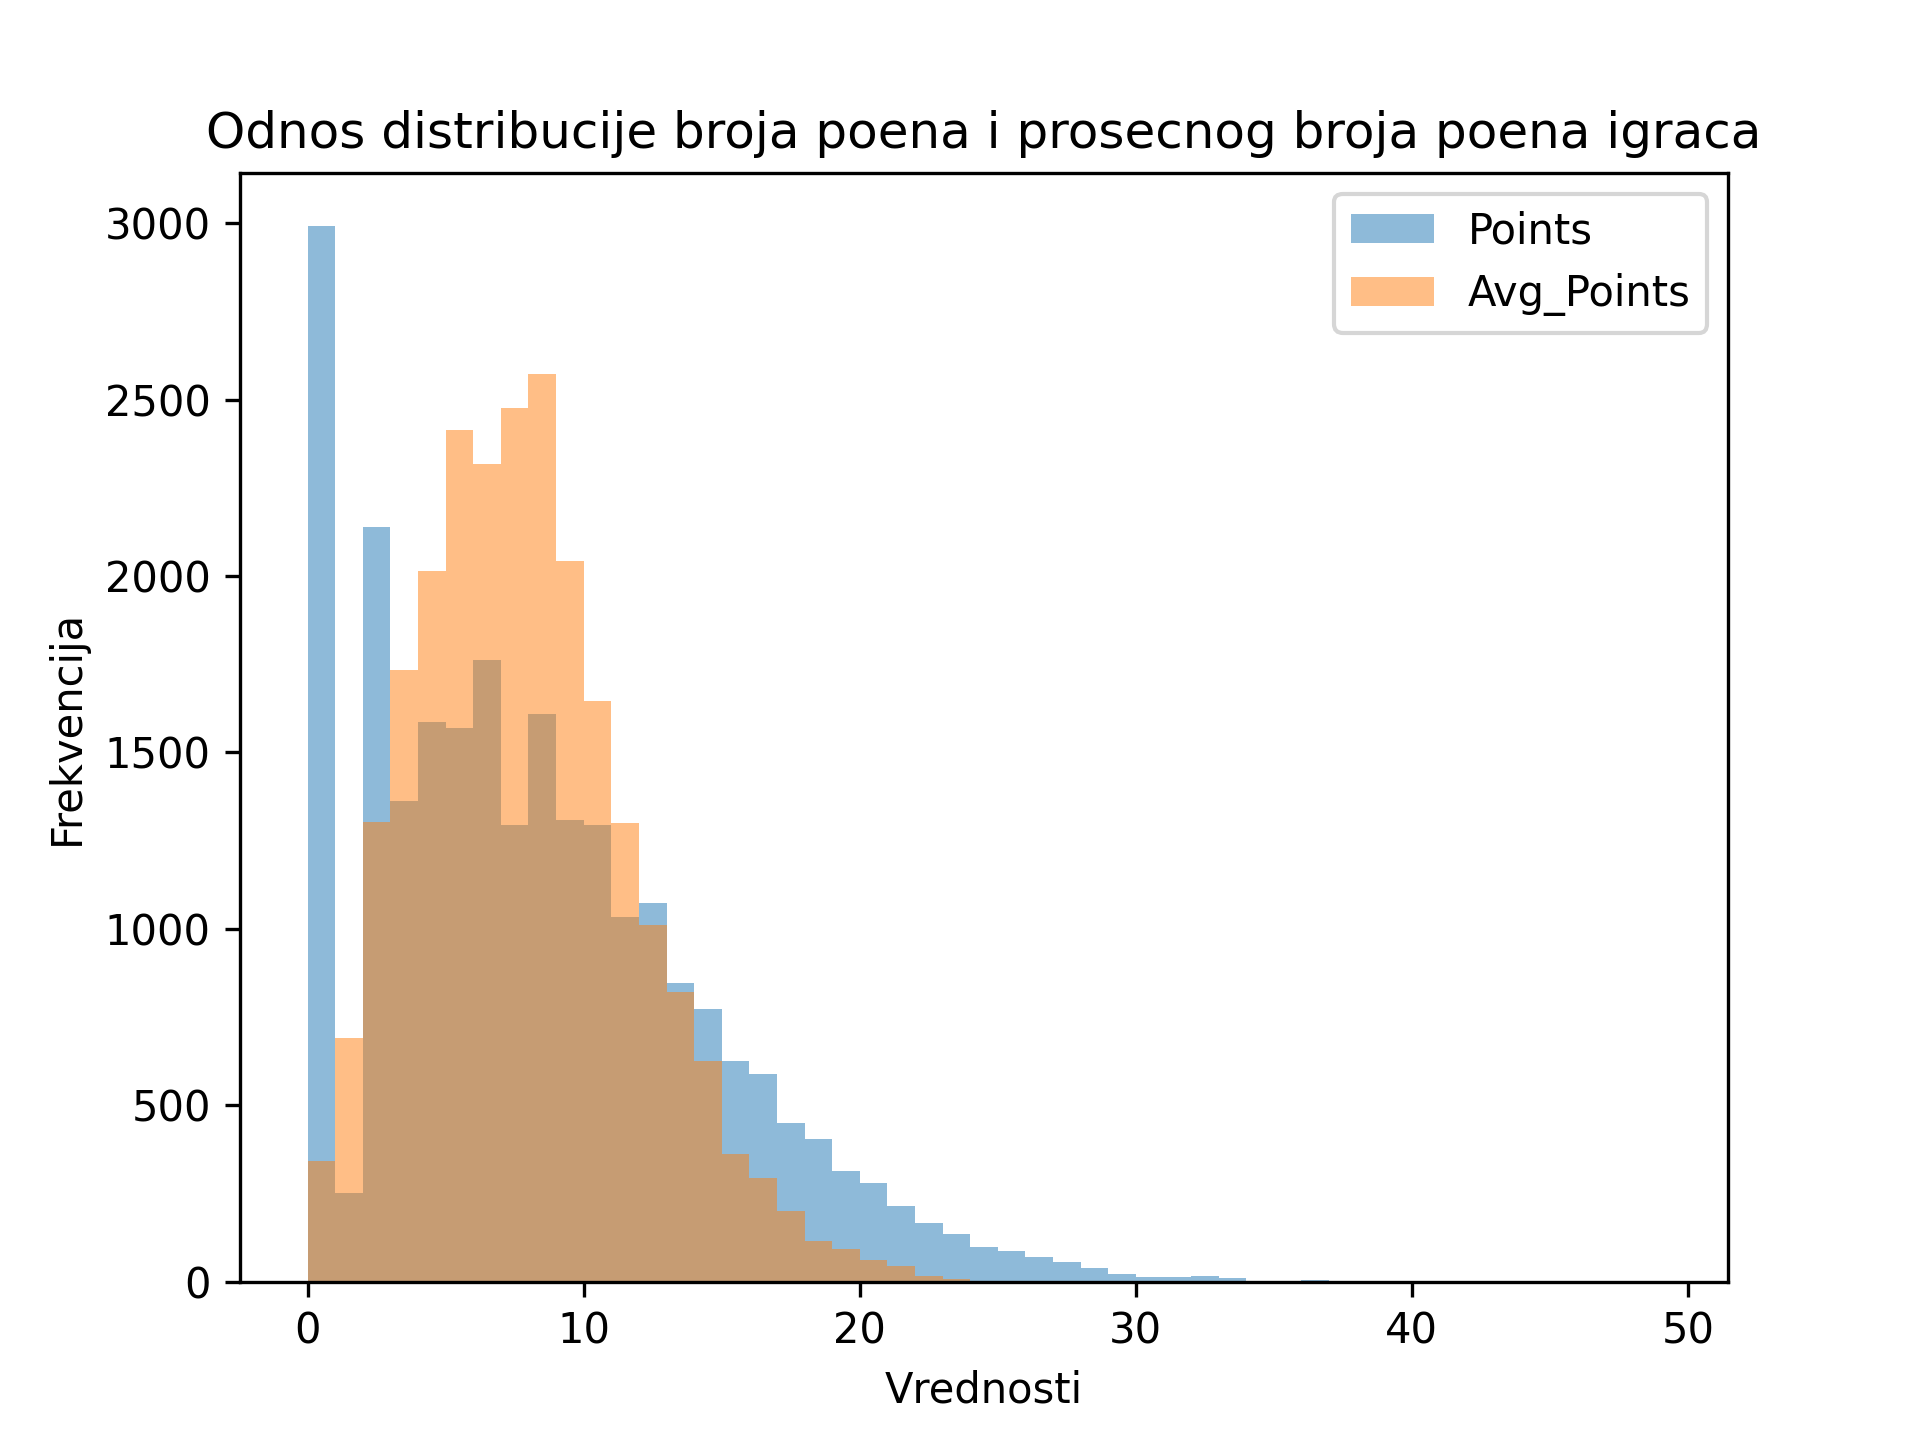 Odnos distribucije broja poena i prosecnog broja poena igraca
Points
Avg_Points
3000
2500
2000
1500
1000
500
0
Frekvencija
0 10 20 30 40 50
Vrednosti